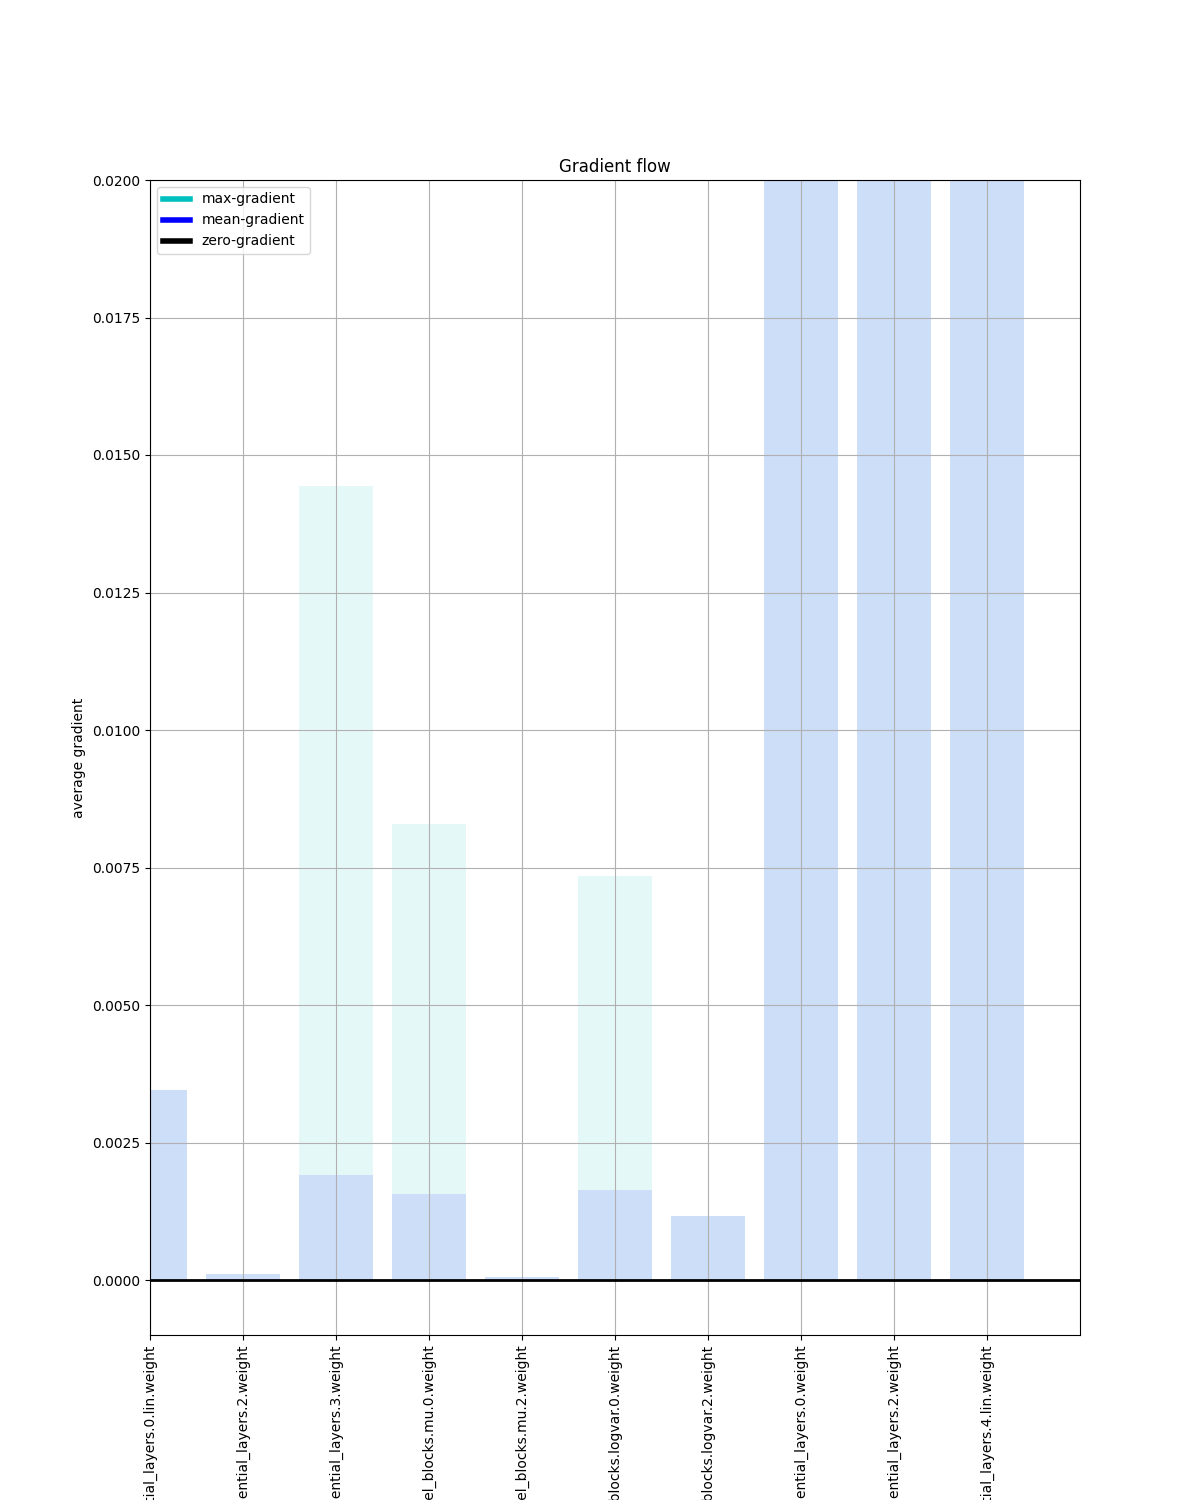 Gradient flow
max-gradient
mean-gradient
zero-gradient
0.0200
0.0175
0.0150
0.0125
0.0100
0.0075
0.0050
0.0025
0.0000
average gradient
tial_layers.0.lin.weight
ential_layers.2.weight
ential_layers.3.weight
el_blocks.mu.0.weight
el_blocks.mu.2.weight
blocks.logvar.0.weight
blocks.logvar.2.weight
ential_layers.0.weight
ential_layers.2.weight
tial_layers.4.lin.weight